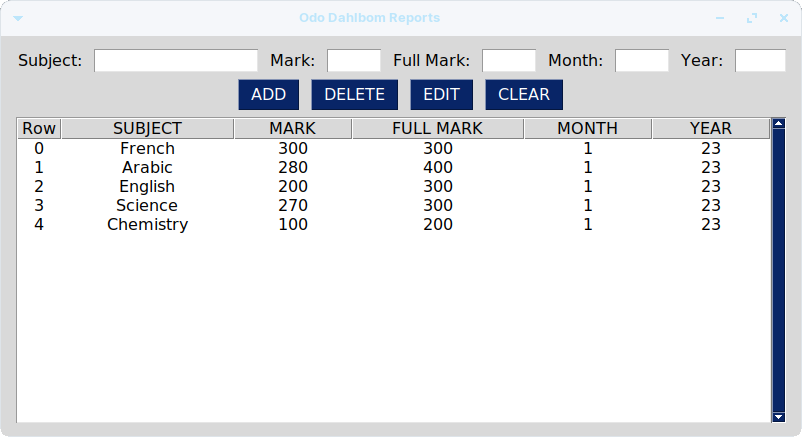 Odo Dahlbom Reports
Subject: Mark: Full Mark: Month: Year:
ADD DELETE EDIT CLEAR
Row SUBJECT MARK FULL MARK MONTH YEAR
0 French 300 300 1 23
1 Arabic 280 400 1 23
2 English 200 300 1 23
3 Science 270 300 1 23
4 Chemistry 100 200 1 23